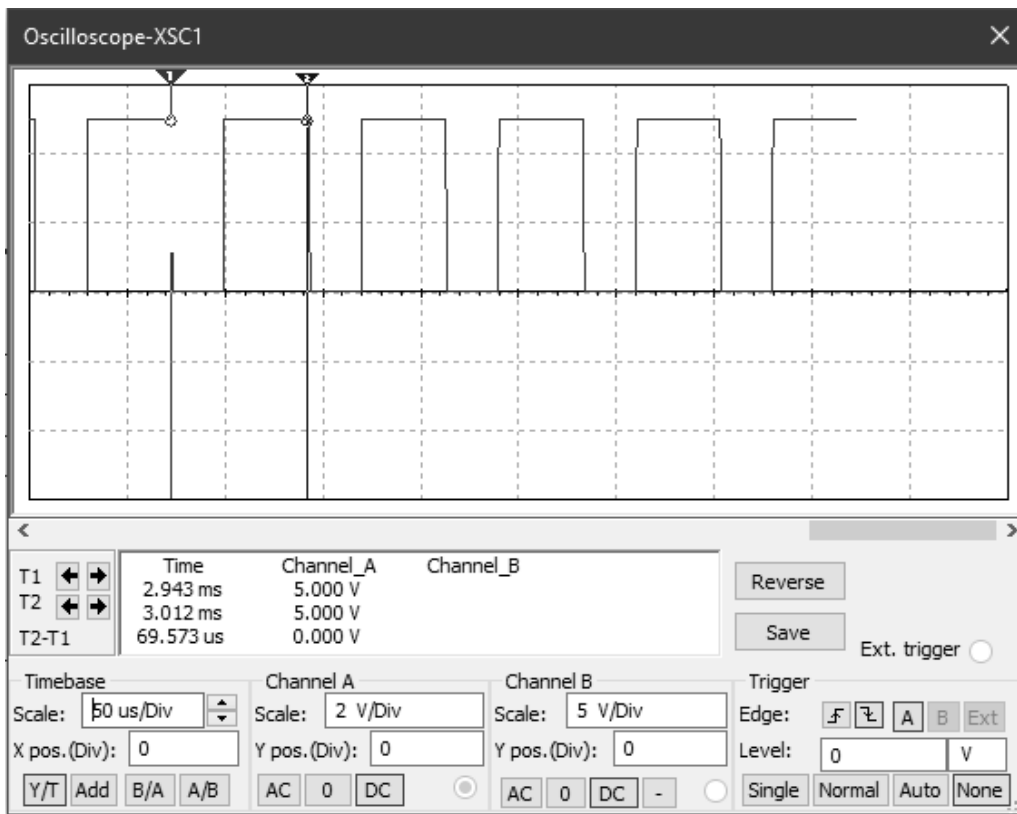 Oscilloscope-XSC1
1 2
Time Channel_A Channel_B
T1 2.943 ms 5.000 V
T2 3.012 ms 5.000 V
T2-T1 69.573 us 0.000 V
Reverse
Save
Ext. trigger
Timebase
Scale: 50 us/Div
X pos.(Div): 0
Y/T Add B/A A/B
Channel A
Scale: 2 V/Div
Y pos.(Div): 0
AC 0 DC
Channel B
Scale: 5 V/Div
Y pos.(Div): 0
AC 0 DC -
Trigger
Edge: A B Ext
Level: 0 V
Single Normal Auto None